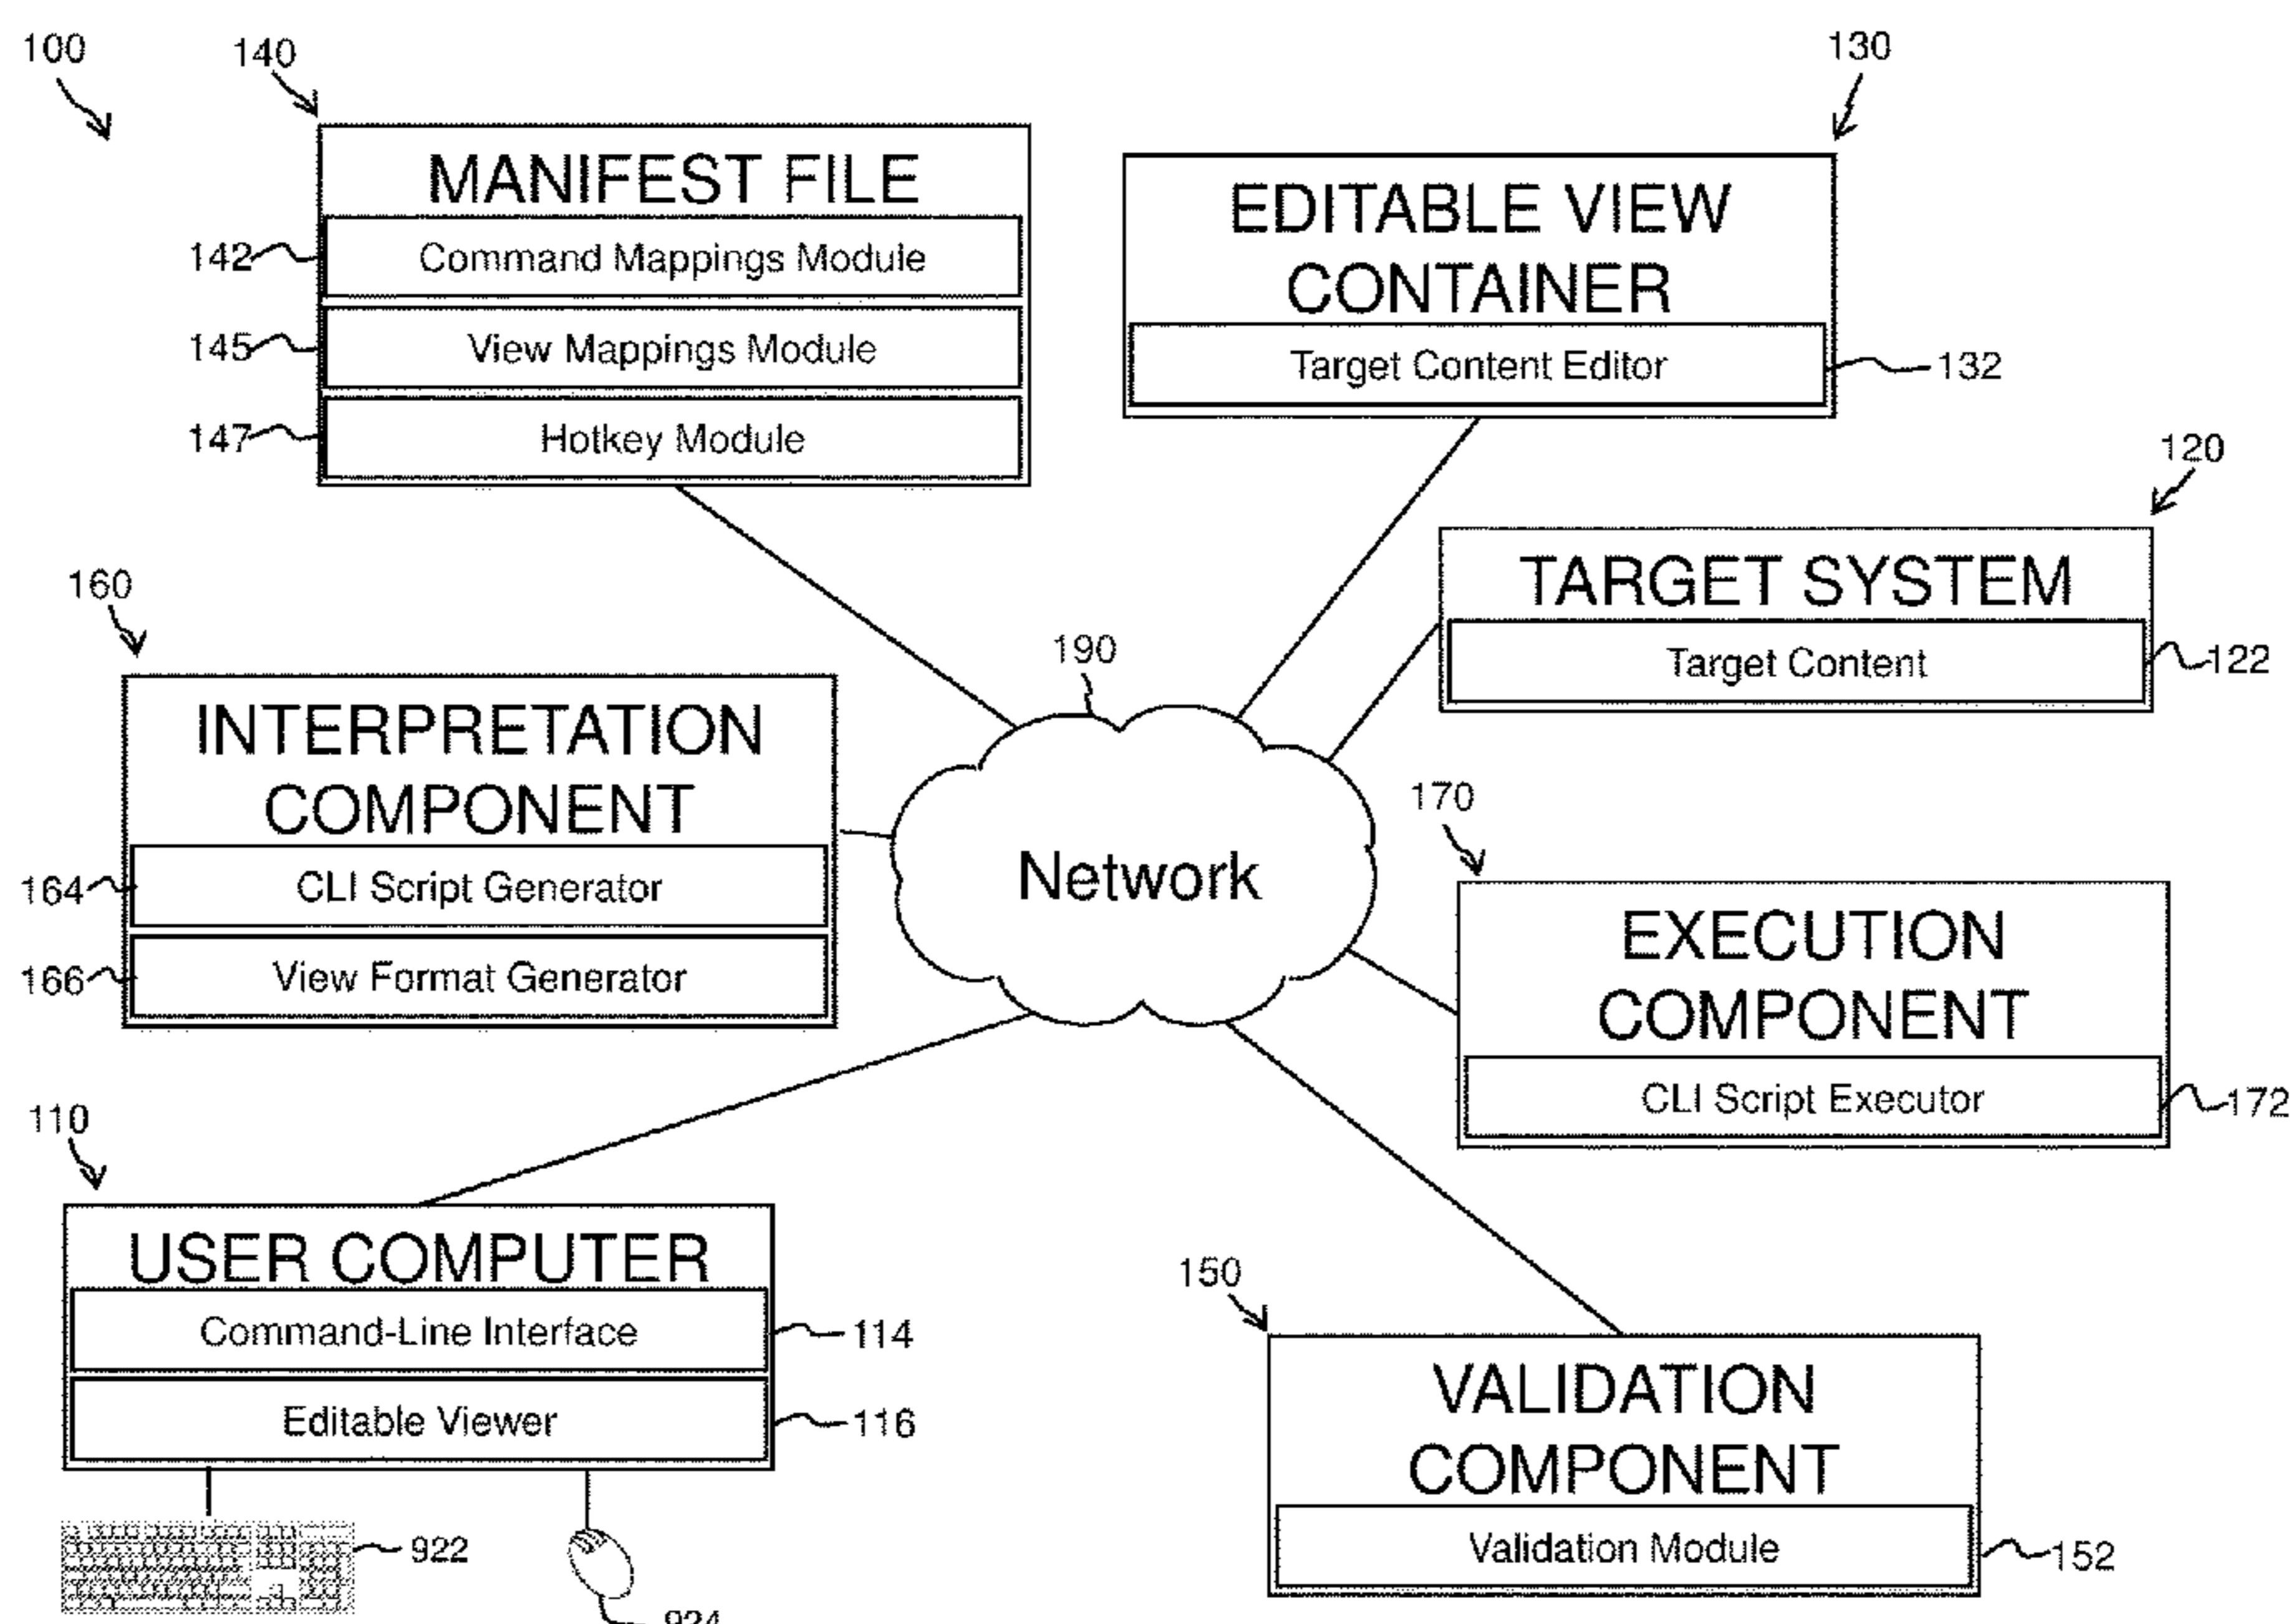 100
140
130
MANIFEST FILE
142
Command Mappings Module
145
View Mappings Module
147
Hotkey Module
EDITABLE VIEW
CONTAINER
Target Content Editor
132
120
TARGET SYSTEM
Target Content
122
160
INTERPRETATION
COMPONENT
164
CLI Script Generator
166
View Format Generator
190
Network
170
EXECUTION
COMPONENT
CLI Script Executor
172
110
USER COMPUTER
Command-Line Interface
114
Editable Viewer
116
922
924
150
VALIDATION
COMPONENT
Validation Module
152